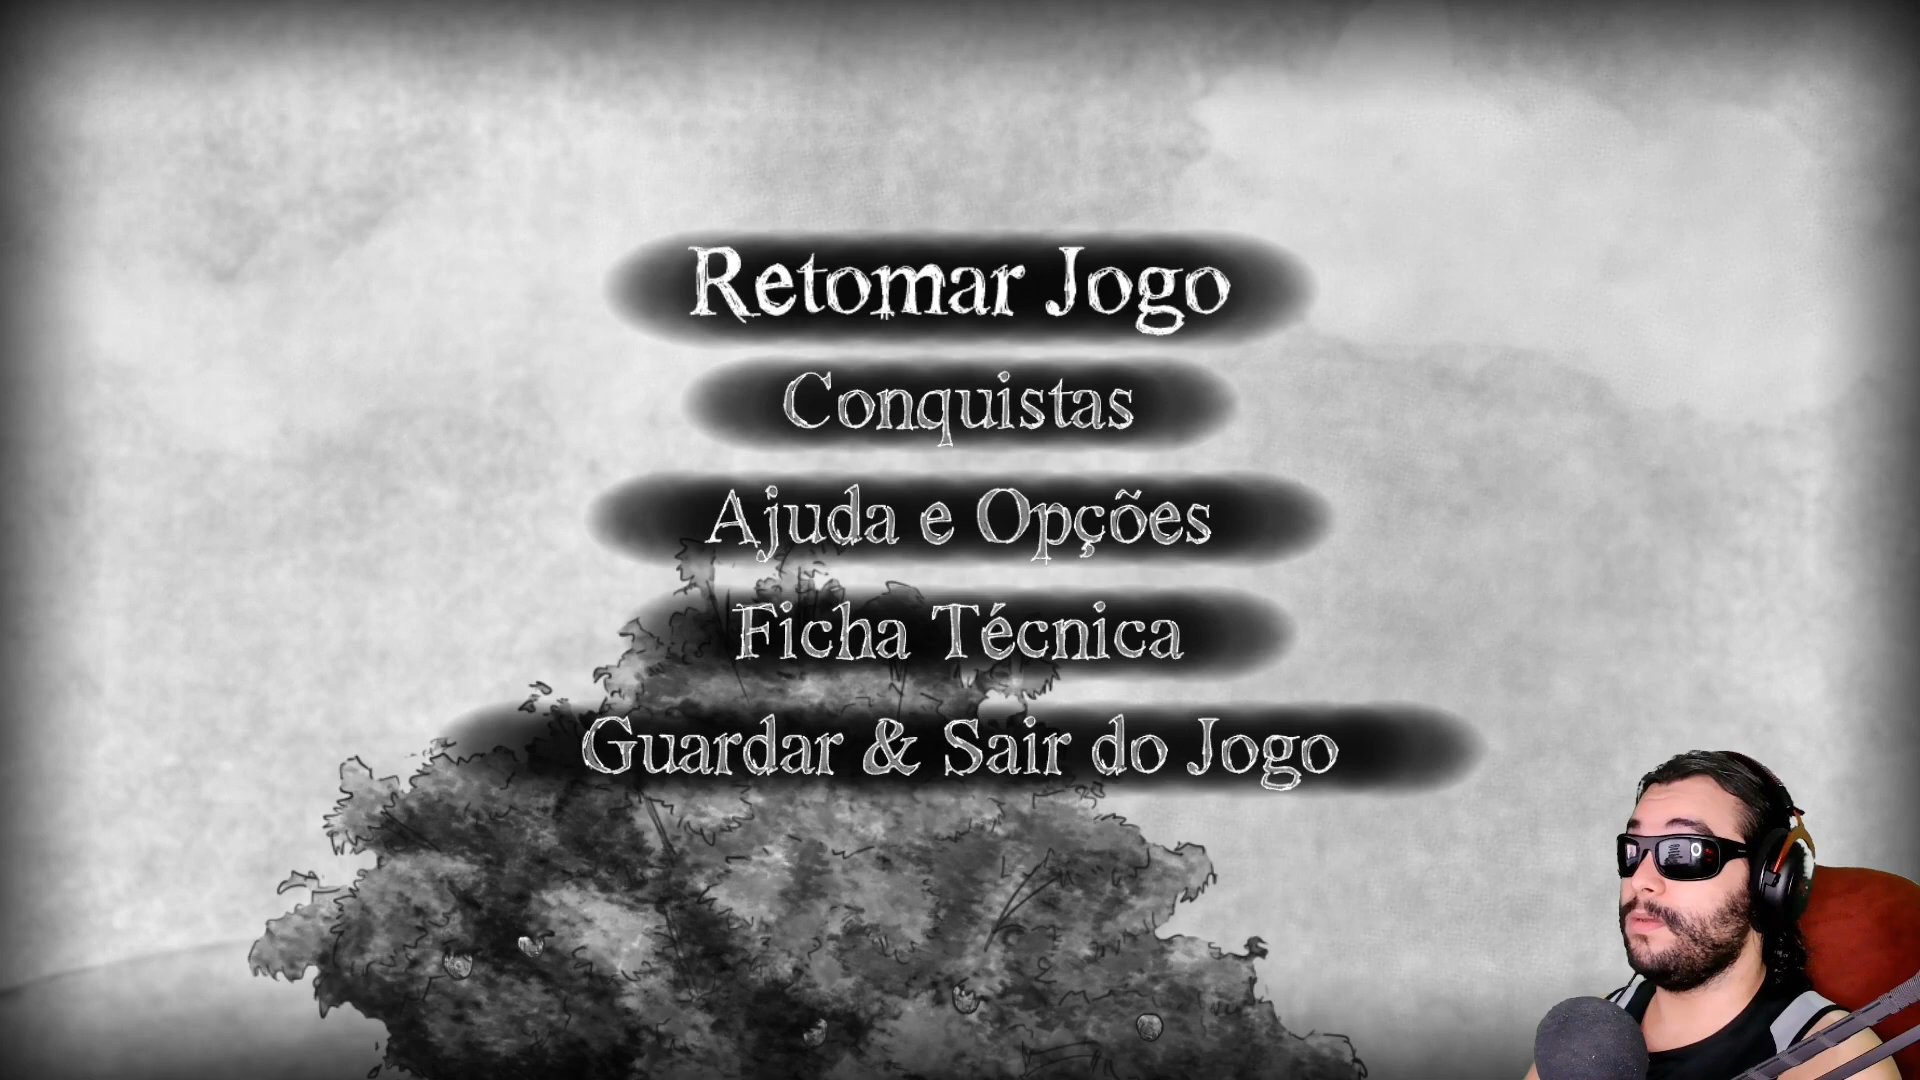 Retomar Jogo
Conquistas
Ajuda e Opções
Ficha Técnica
Guardar & Sair do Jogo